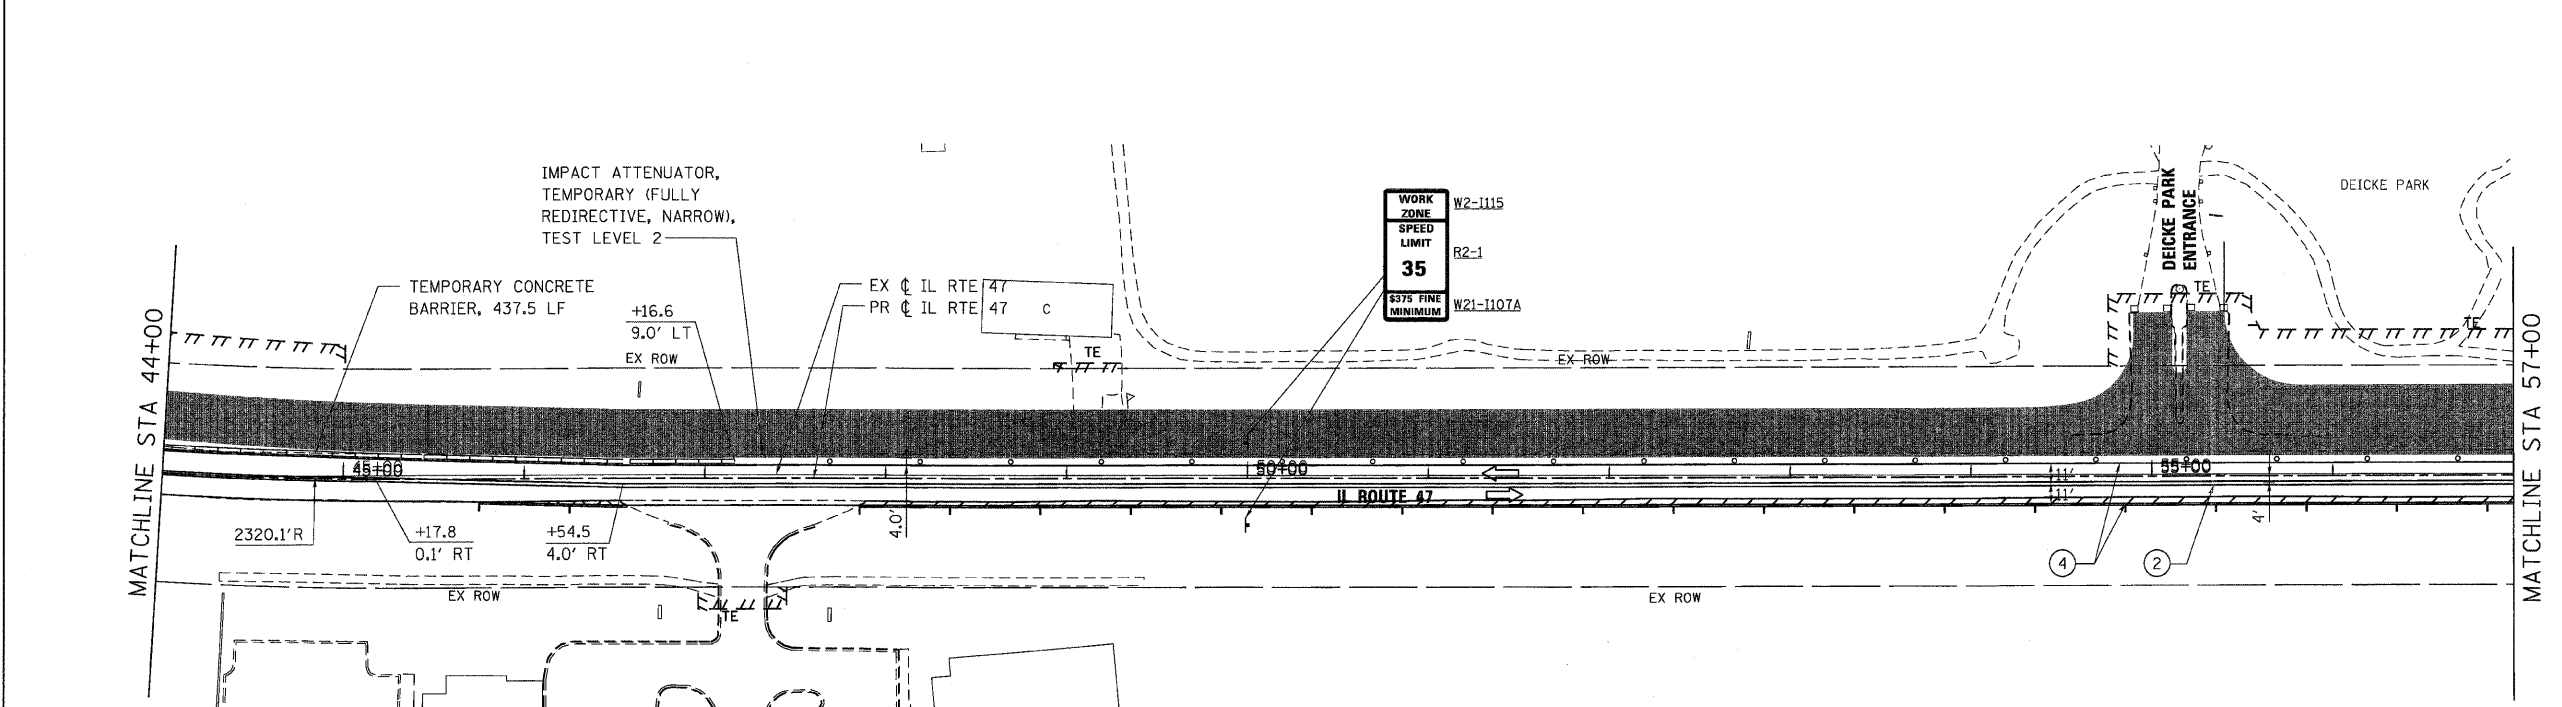 IMPACT ATTENUATOR,
TEMPORARY (FULLY
REDIRECTIVE, NARROW),
TEST LEVEL 2
TEMPORARY CONCRETE
BARRIER, 437.5 LF
+16.6
9.0' LT
EX ROW
EX ℄ IL RTE 47
PR ℄ IL RTE 47
C
TE
WORK
ZONE
SPEED
LIMIT
35
$375 FINE
MINIMUM
W2-I115
R2-1
W21-I107A
EX ROW
DEICKE PARK
ENTRANCE
TE
DEICKE PARK
TE
MATCHLINE STA 44+00
45+00
50+00
55+00
11'
11'
IL ROUTE 47
4.0'
4'
2320.1'R
+17.8
0.1' RT
+54.5
4.0' RT
4
2
EX ROW
TE
EX ROW
MATCHLINE STA 57+00